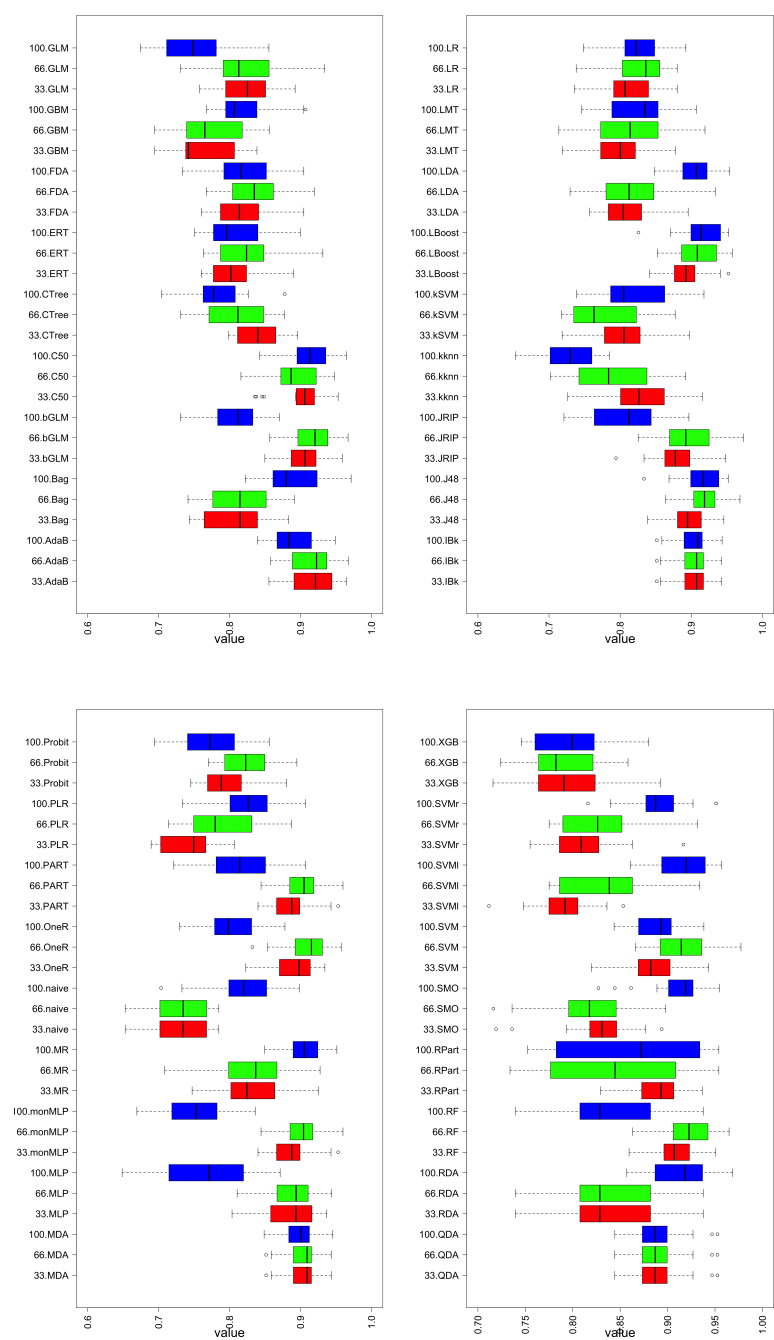 100.GLM
66.GLM
33.GLM
100.GBM
66.GBM
33.GBM
100.FDA
66.FDA
33.FDA
100.ERT
66.ERT
33.ERT
100.CTree
66.CTree
33.CTree
100.C50
66.C50
33.C50
100.bGLM
66.bGLM
33.bGLM
100.Bag
66.Bag
33.Bag
100.AdaB
66.AdaB
33.AdaB
0.6 0.7 0.8 0.9 1.0
value
100.LR
66.LR
33.LR
100.LMT
66.LMT
33.LMT
100.LDA
66.LDA
33.LDA
100.LBoost
66.LBoost
33.LBoost
100.kSVM
66.kSVM
33.kSVM
100.kknn
66.kknn
33.kknn
100.JRIP
66.JRIP
33.JRIP
100.J48
66.J48
33.J48
100.IBk
66.IBk
33.IBk
0.6 0.7 0.8 0.9 1.0
value
100.Probit
66.Probit
33.Probit
100.PLR
66.PLR
33.PLR
100.PART
66.PART
33.PART
100.OneR
66.OneR
33.OneR
100.naive
66.naive
33.naive
100.MR
66.MR
33.MR
100.monMLP
66.monMLP
33.monMLP
100.MLP
66.MLP
33.MLP
100.MDA
66.MDA
33.MDA
0.6 0.7 0.8 0.9 1.0
value
100.XGB
66.XGB
33.XGB
100.SVMr
66.SVMr
33.SVMr
100.SVMl
66.SVMl
33.SVMl
100.SVM
66.SVM
33.SVM
100.SMO
66.SMO
33.SMO
100.RPart
66.RPart
33.RPart
100.RF
66.RF
33.RF
100.RDA
66.RDA
33.RDA
100.QDA
66.QDA
33.QDA
0.70 0.75 0.80 0.85 0.90 0.95 1.00
value